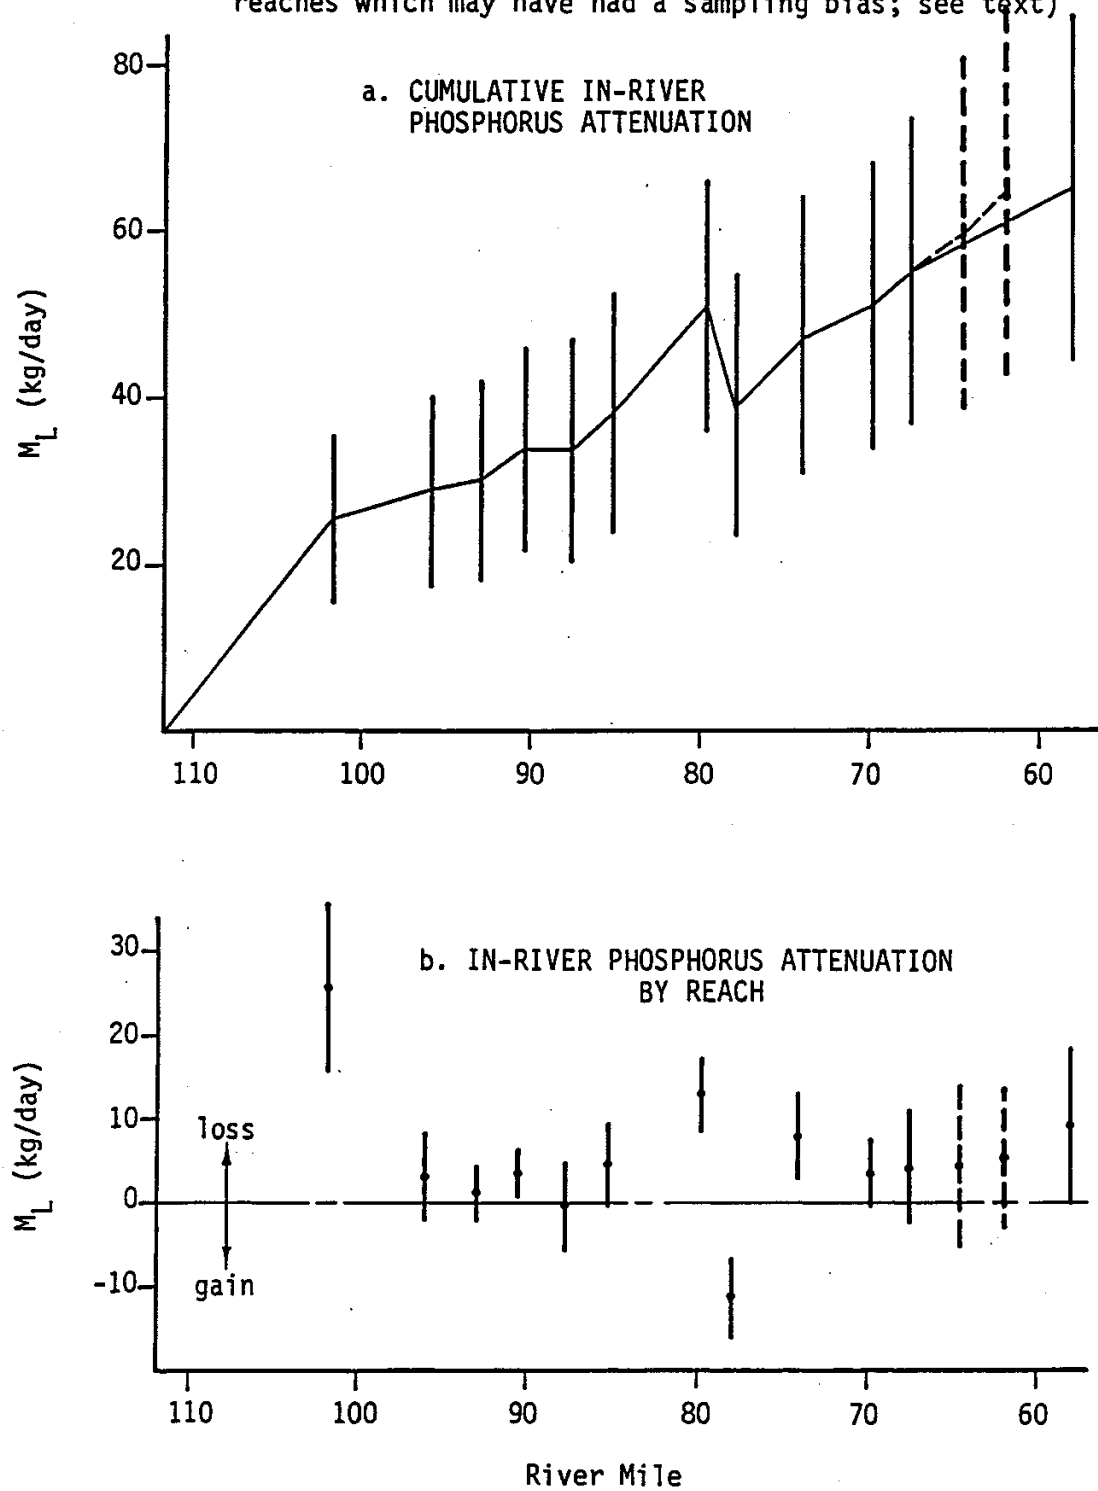 reaches which may have had a sampling bias; see text)
a. CUMULATIVE IN-RIVER
PHOSPHORUS ATTENUATION
M_L (kg/day)
80
60
40
20
110 100 90 80 70 60
b. IN-RIVER PHOSPHORUS ATTENUATION
BY REACH
M_L (kg/day)
30
20
10
0
-10
loss
gain
110 100 90 80 70 60
River Mile